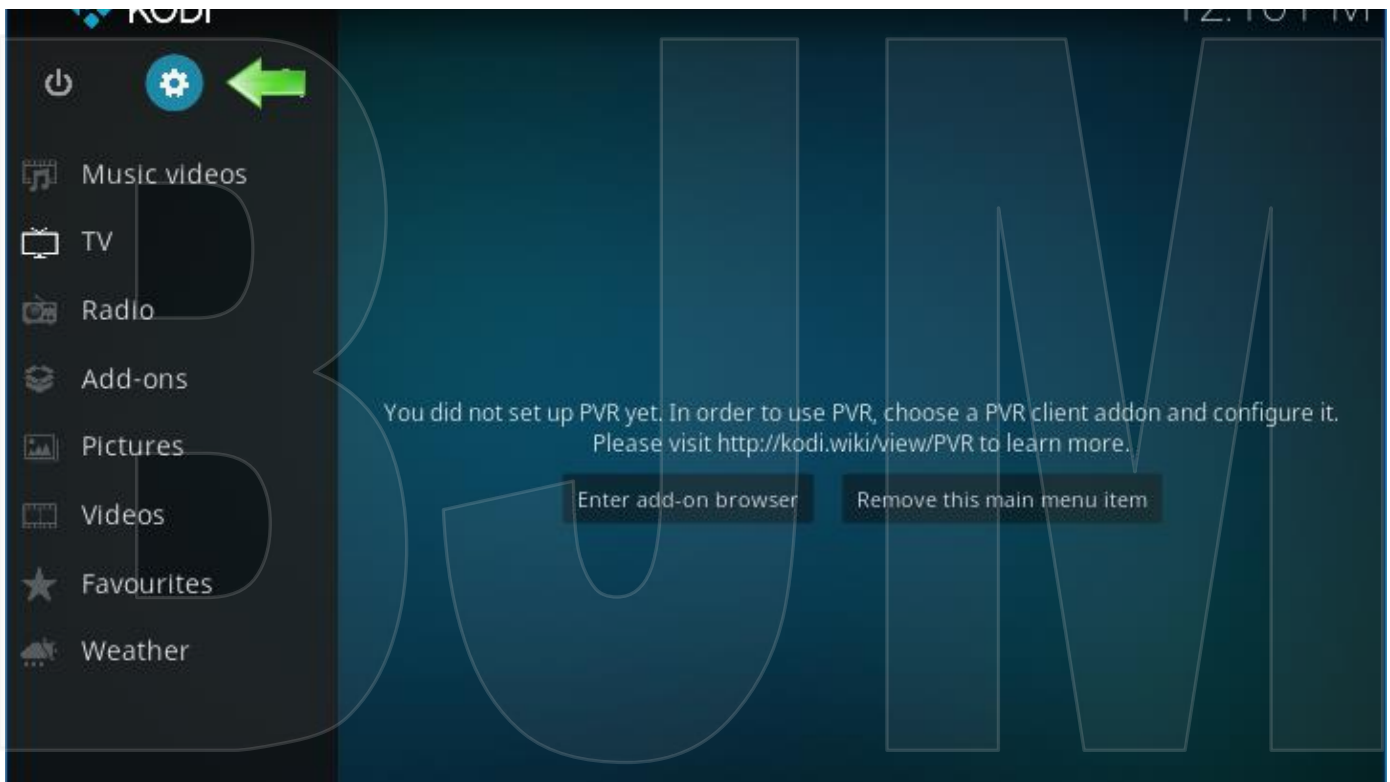 KODI
Music videos
TV
Radio
Add-ons
Pictures
Videos
Favourites
Weather
You did not set up PVR yet. In order to use PVR, choose a PVR client addon and configure it.
Please visit http://kodi.wiki/view/PVR to learn more.
Enter add-on browser
Remove this main menu item
BJM